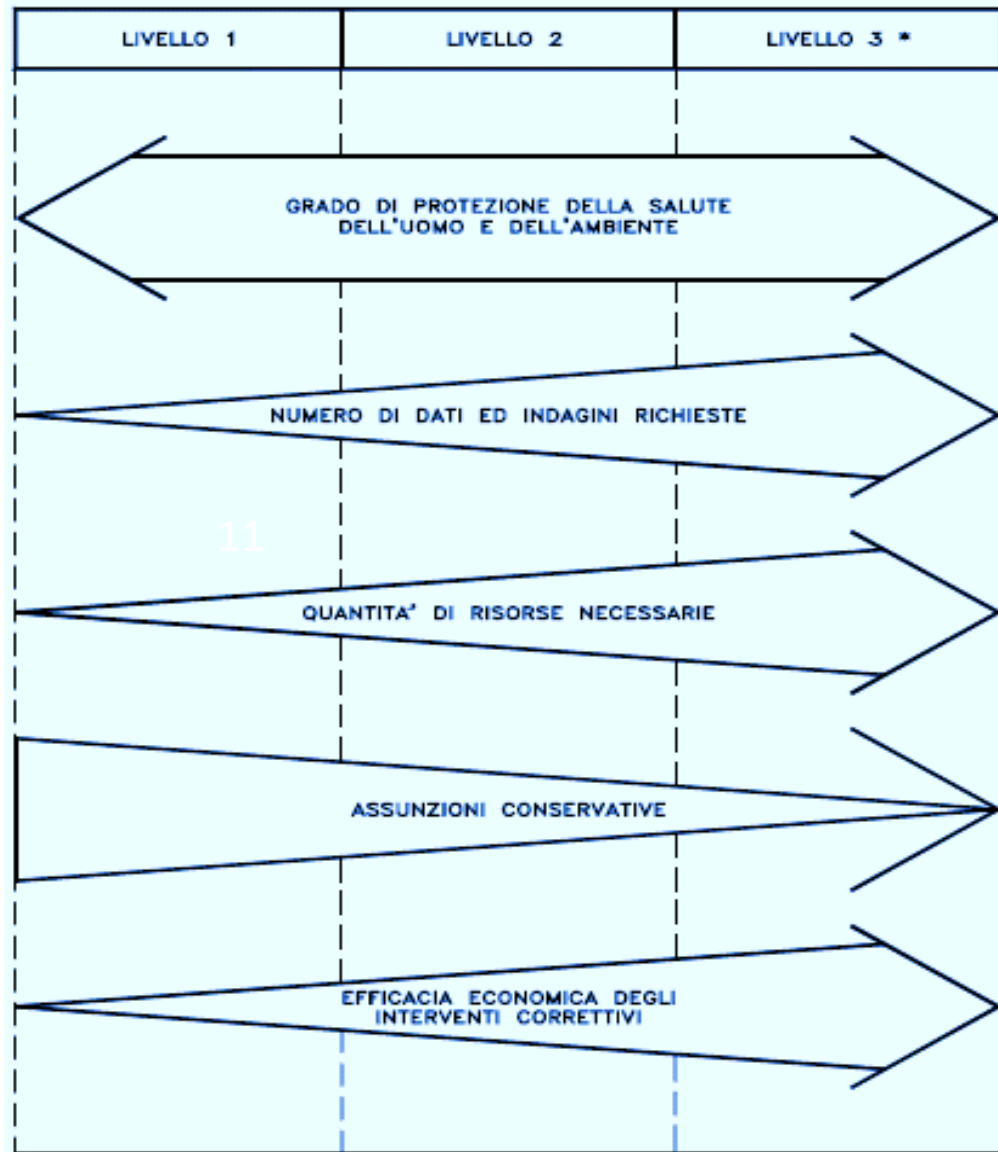 LIVELLO 1
LIVELLO 2
LIVELLO 3 *
GRADO DI PROTEZIONE DELLA SALUTE
DELL'UOMO E DELL'AMBIENTE
NUMERO DI DATI ED INDAGINI RICHIESTE
11
QUANTITA' DI RISORSE NECESSARIE
ASSUNZIONI CONSERVATIVE
EFFICACIA ECONOMICA DEGLI
INTERVENTI CORRETTIVI